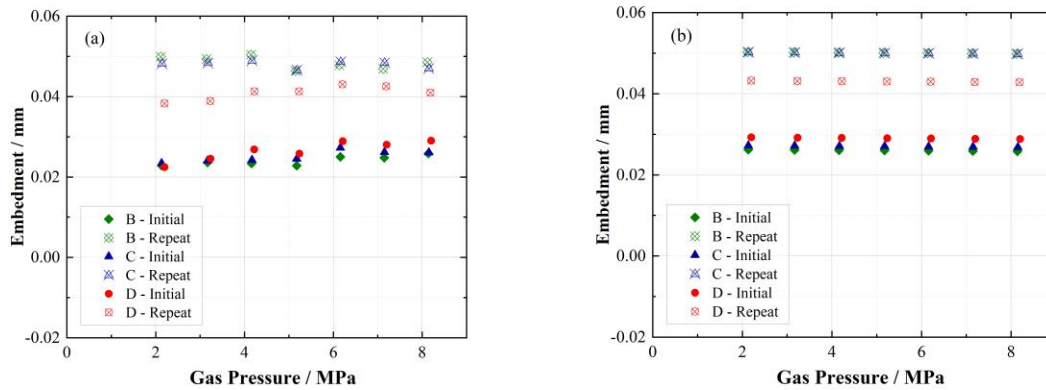 (a)
0.06
0.04
0.02
0.00
-0.02
Embedment / mm
B - Initial
B - Repeat
C - Initial
C - Repeat
D - Initial
D - Repeat
0 2 4 6 8
Gas Pressure / MPa
(b)
0.06
0.04
0.02
0.00
-0.02
Embedment / mm
B - Initial
B - Repeat
C - Initial
C - Repeat
D - Initial
D - Repeat
0 2 4 6 8
Gas Pressure / MPa